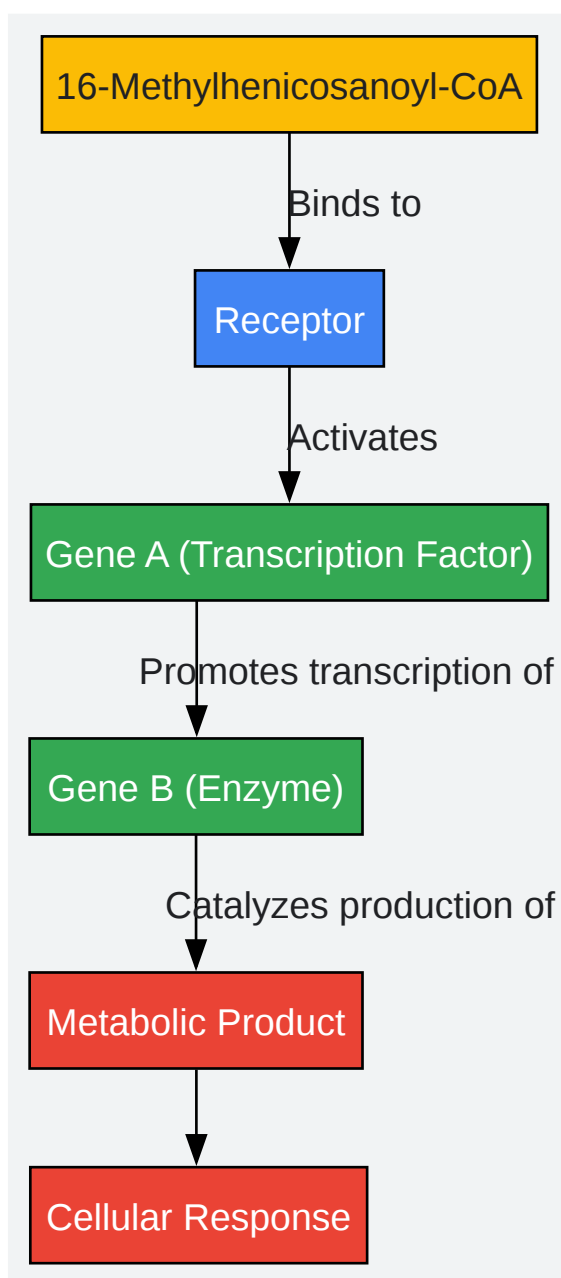 16-Methylhenicosanoyl-CoA
Binds to
Receptor
Activates
Gene A (Transcription Factor)
Promotes transcription of
Gene B (Enzyme)
Catalyzes production of
Metabolic Product
Cellular Response